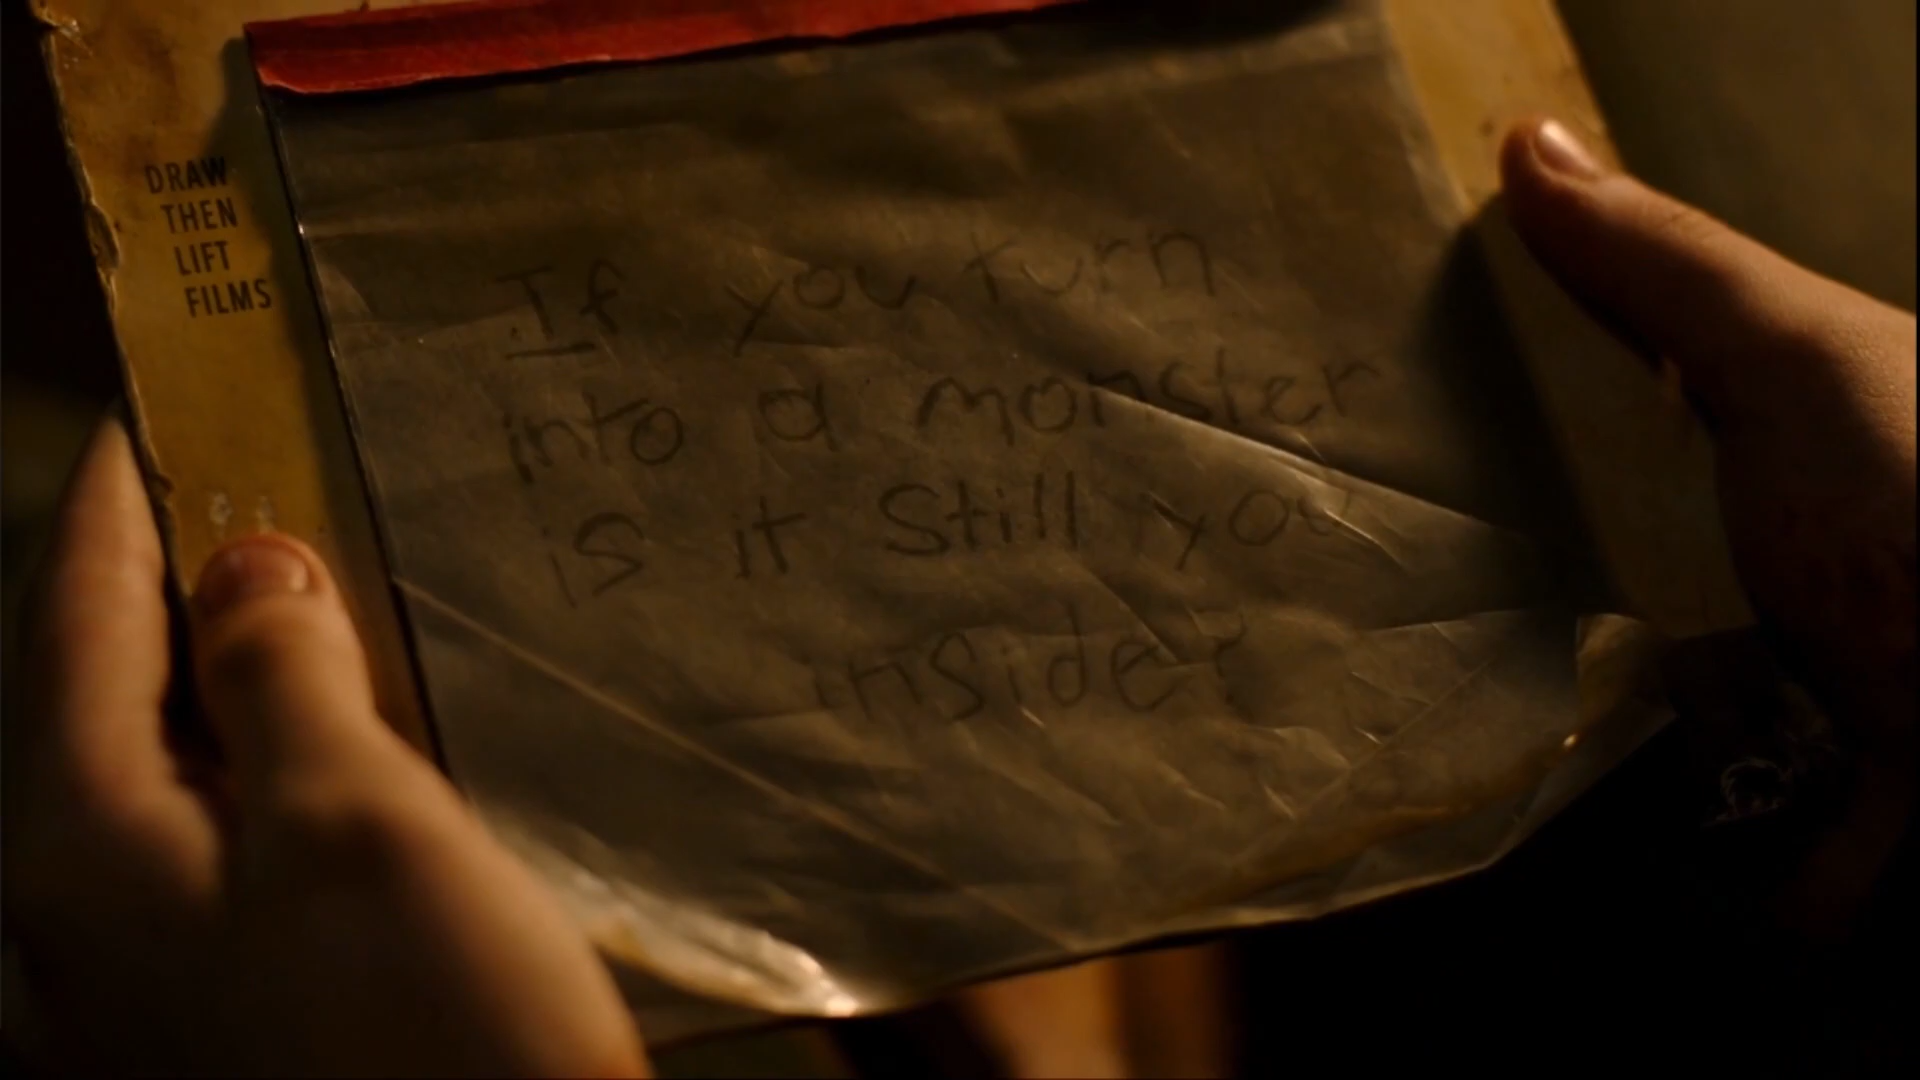 DRAW
THEN
LIFT
FILMS
If you turn
into a monster
is it still you
inside?